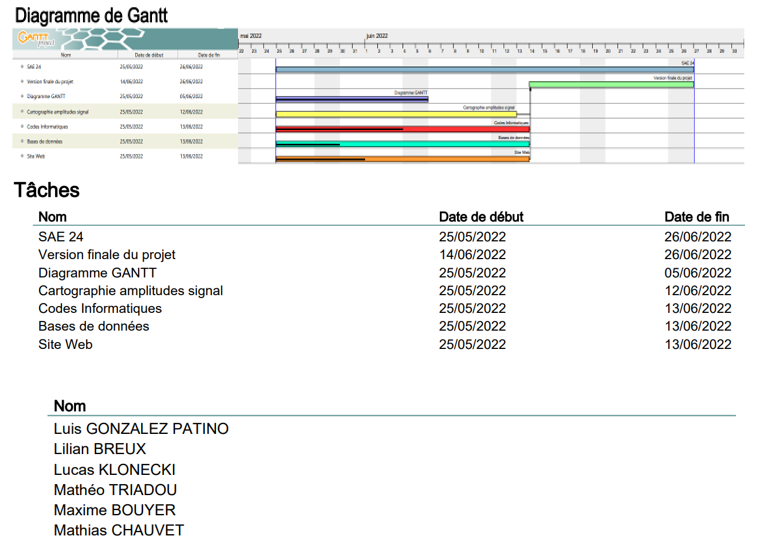 Diagramme de Gantt
GANTT project
mai 2022 juin 2022
Nom Date de début Date de fin
22 23 24 25 26 27 28 29 30 31 1 2 3 4 5 6 7 8 9 10 11 12 13 14 15 16 17 18 19 20 21 22 23 24 25 26 27 28 29 30
SAE 24 25/05/2022 26/06/2022 SAE 24
Version finale du projet 14/06/2022 26/06/2022 Version finale du projet
Diagramme GANTT 25/05/2022 05/06/2022 Diagramme GANTT
Cartographie amplitudes signal 25/05/2022 12/06/2022 Cartographie amplitudes signal
Codes Informatiques 25/05/2022 13/06/2022 Codes Informatiques
Bases de données 25/05/2022 13/06/2022 Bases de données
Site Web 25/05/2022 13/06/2022 Site Web
Tâches
Nom Date de début Date de fin
SAE 24 25/05/2022 26/06/2022
Version finale du projet 14/06/2022 26/06/2022
Diagramme GANTT 25/05/2022 05/06/2022
Cartographie amplitudes signal 25/05/2022 12/06/2022
Codes Informatiques 25/05/2022 13/06/2022
Bases de données 25/05/2022 13/06/2022
Site Web 25/05/2022 13/06/2022
Nom
Luis GONZALEZ PATINO
Lilian BREUX
Lucas KLONECKI
Mathéo TRIADOU
Maxime BOUYER
Mathias CHAUVET